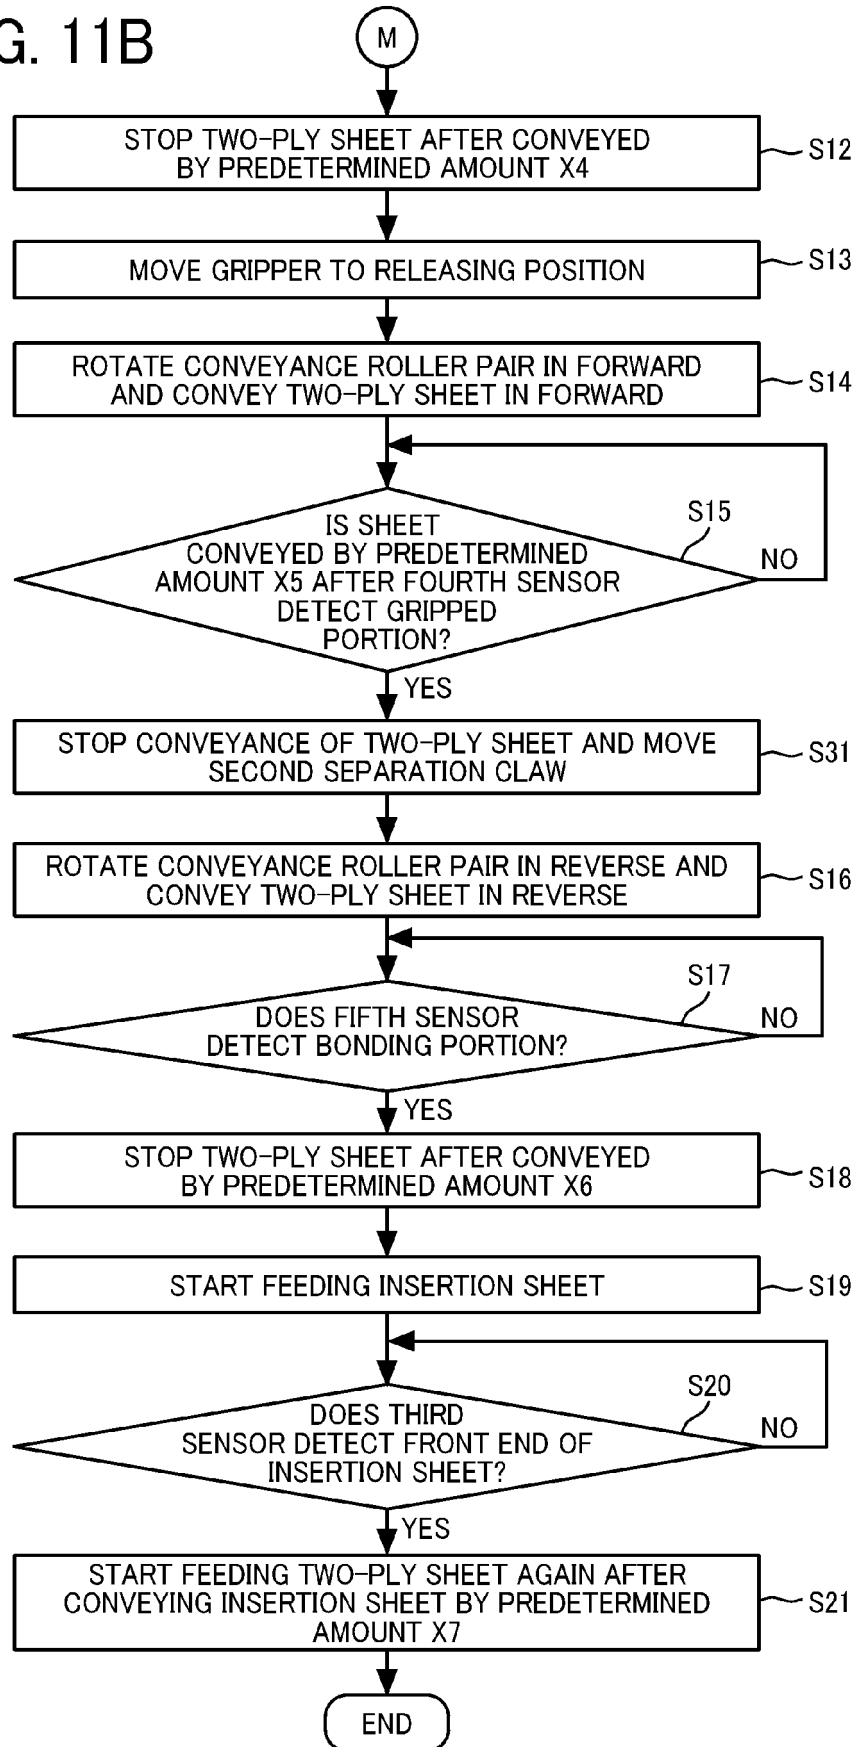 G. 11B
M
STOP TWO-PLY SHEET AFTER CONVEYED
BY PREDETERMINED AMOUNT X4
S12
MOVE GRIPPER TO RELEASING POSITION
S13
ROTATE CONVEYANCE ROLLER PAIR IN FORWARD
AND CONVEY TWO-PLY SHEET IN FORWARD
S14
IS SHEET
CONVEYED BY PREDETERMINED
AMOUNT X5 AFTER FOURTH SENSOR
DETECT GRIPPED
PORTION?
S15
NO
YES
STOP CONVEYANCE OF TWO-PLY SHEET AND MOVE
SECOND SEPARATION CLAW
S31
ROTATE CONVEYANCE ROLLER PAIR IN REVERSE AND
CONVEY TWO-PLY SHEET IN REVERSE
S16
DOES FIFTH SENSOR
DETECT BONDING PORTION?
S17
NO
YES
STOP TWO-PLY SHEET AFTER CONVEYED
BY PREDETERMINED AMOUNT X6
S18
START FEEDING INSERTION SHEET
S19
DOES THIRD
SENSOR DETECT FRONT END OF
INSERTION SHEET?
S20
NO
YES
START FEEDING TWO-PLY SHEET AGAIN AFTER
CONVEYING INSERTION SHEET BY PREDETERMINED
AMOUNT X7
S21
END